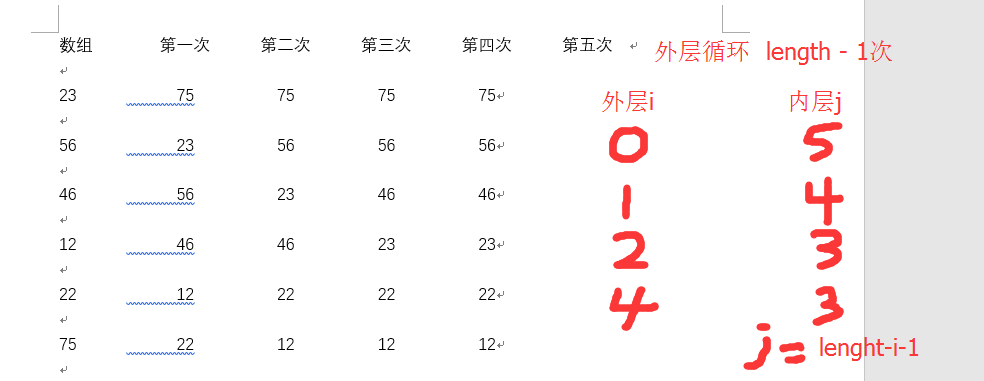 数组 第一次 第二次 第三次 第四次 第五次 外层循环 length - 1次
23 75 75 75 75 外层i 内层j
56 23 56 56 56 0 5
46 56 23 46 46 1 4
12 46 46 23 23 2 3
22 12 22 22 22 4 3
75 22 12 12 12 j= lenght-i-1